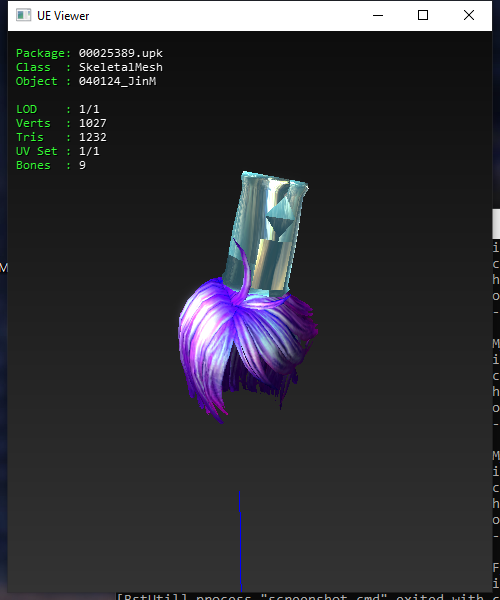 UE Viewer
Package: 00025389.upk
Class  : SkeletalMesh
Object : 040124_JinM
LOD    : 1/1
Verts  : 1027
Tris   : 1232
UV Set : 1/1
Bones  : 9
M
i
c
h
o
-
M
i
c
h
o
-
M
i
c
h
o
-
F
i
[BstUtil] process "screenshot.cmd" exited with c